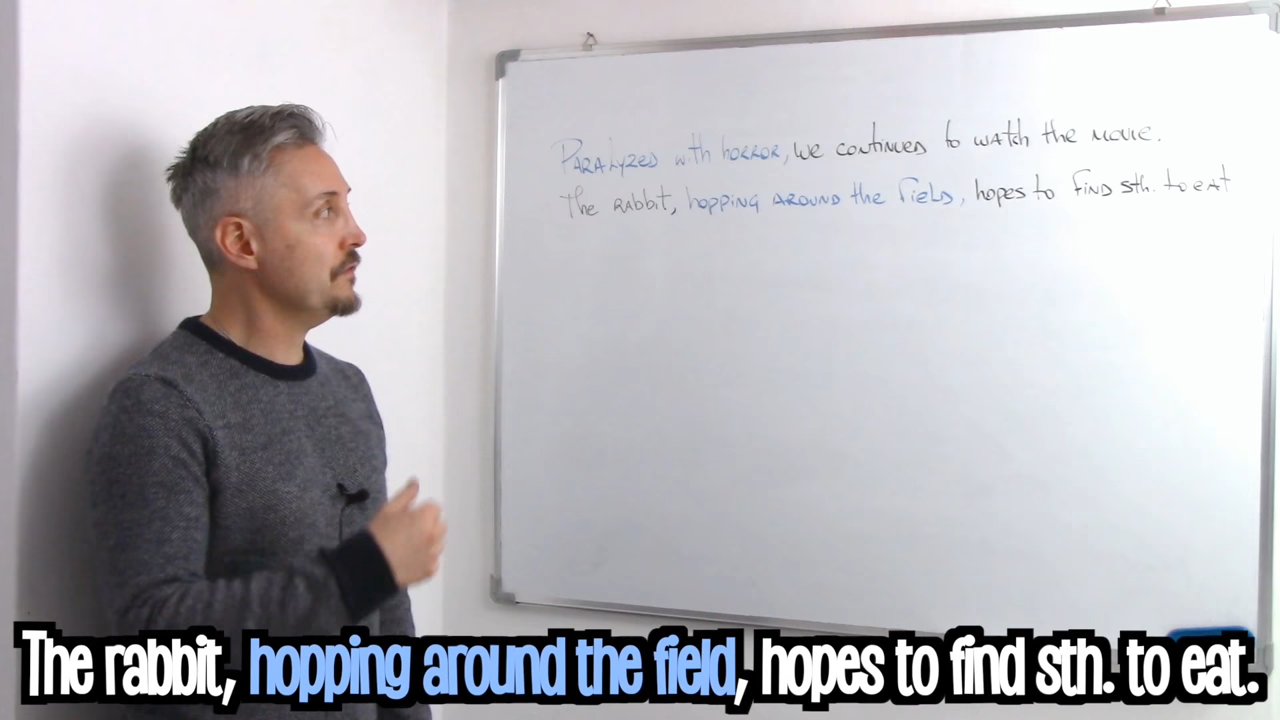 Paralyzed with horror, we continued to watch the movie.
The rabbit, hopping around the field, hopes to find sth. to eat
The rabbit, hopping around the field, hopes to find sth. to eat.